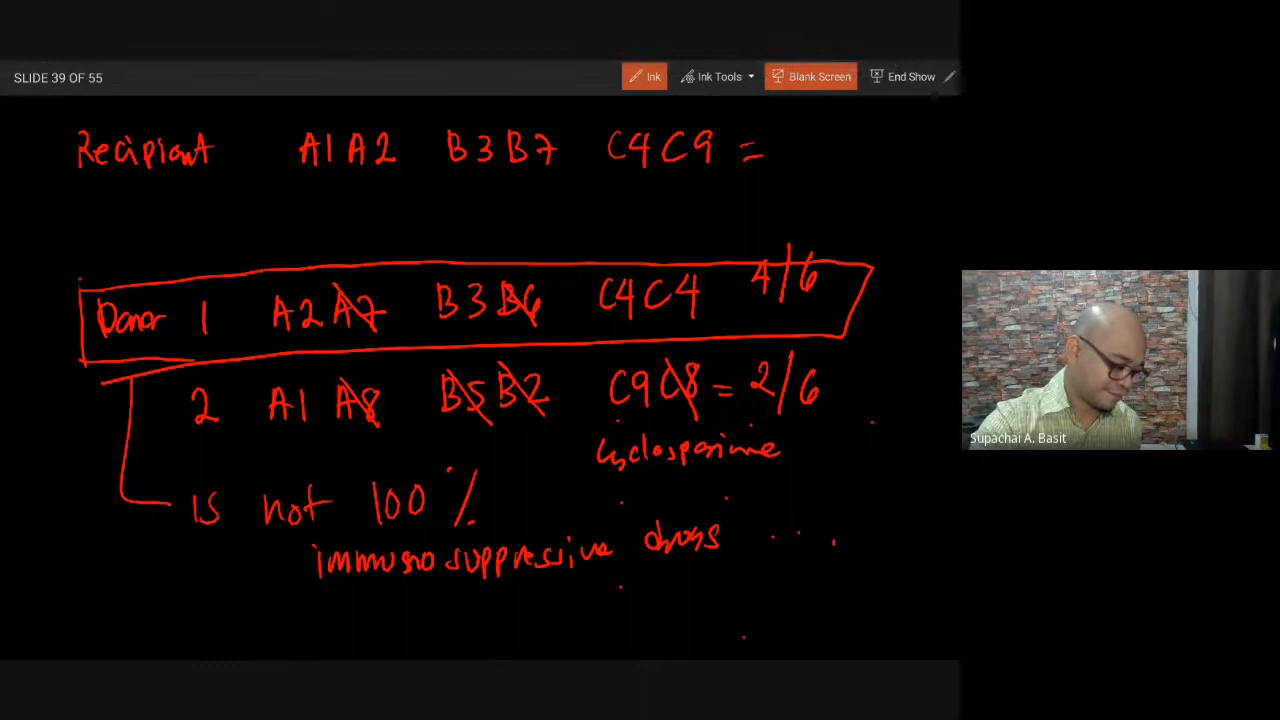 SLIDE 39 OF 55 Ink Ink Tools Blank Screen End Show
Recipient A1 A2 B3 B7 C4 C9 =
Donor 1 A2 A7 B3 B6 C4 C4 4/6
2 A1 A8 B5 B2 C9 C8 = 2/6
Supachai A. Basit
cyclosporine
is not 100 %
immunosuppressive drugs ...